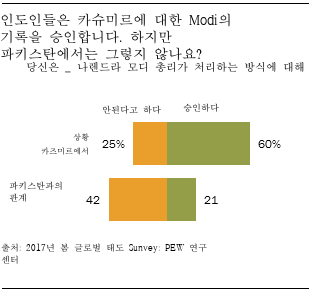 인도인들은 카슈미르에 대한 Modi의
기록을 승인합니다. 하지만
파키스탄에서는 그렇지 않나요?
당신은 _ 나렌드라 모디 총리가 처리하는 방식에 대해
안된다고 하다 승인하다
상황
카즈미르에서
25% 60%
파키스탄과의
관계
42 21
출처: 2017년 봄 글로벌 태도 Survey: PEW 연구
센터